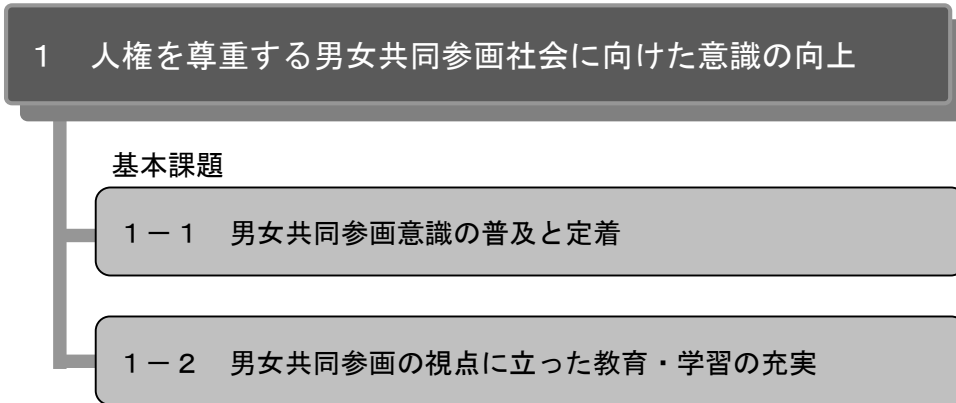 １　人権を尊重する男女共同参画社会に向けた意識の向上
基本課題
１－１　男女共同参画意識の普及と定着
１－２　男女共同参画の視点に立った教育・学習の充実